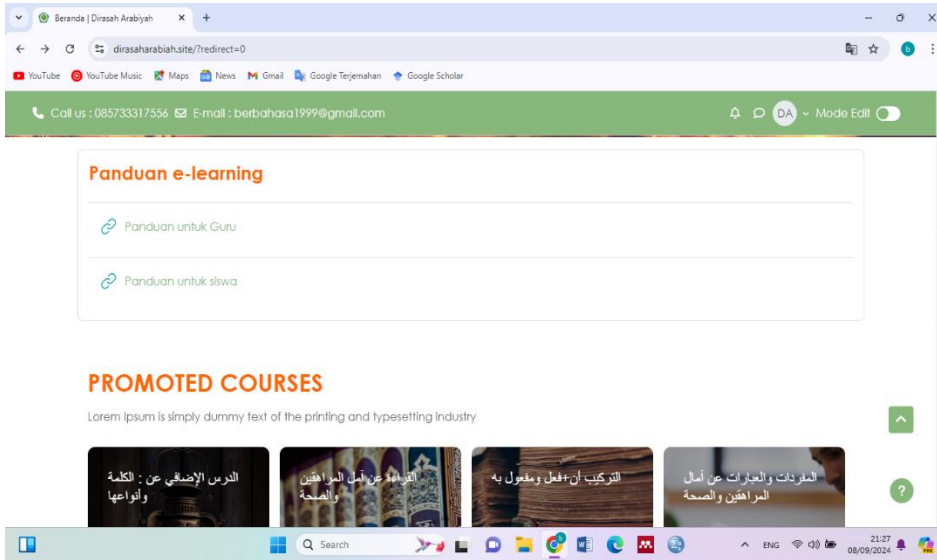 Beranda | Dirasah Arabiyah
dirasaharabiah.site/?redirect=0
b
YouTube YouTube Music Maps News Gmail Google Terjemahan Google Scholar
Call us : 085733317556 E-mail : berbahasa1999@gmail.com
DA Mode Edit
Panduan e-learning
Panduan untuk Guru
Panduan untuk siswa
PROMOTED COURSES
Lorem Ipsum is simply dummy text of the printing and typesetting industry
الدرس الإضافي عن : الكلمة
وأنواعها
القراءة عن أمل المراهقين
والصحة
التركيب أن+فعل ومفعول به
المفردات والعبارات عن آمال
المراهقين والصحة
?
Search
ENG
21:27
08/09/2024